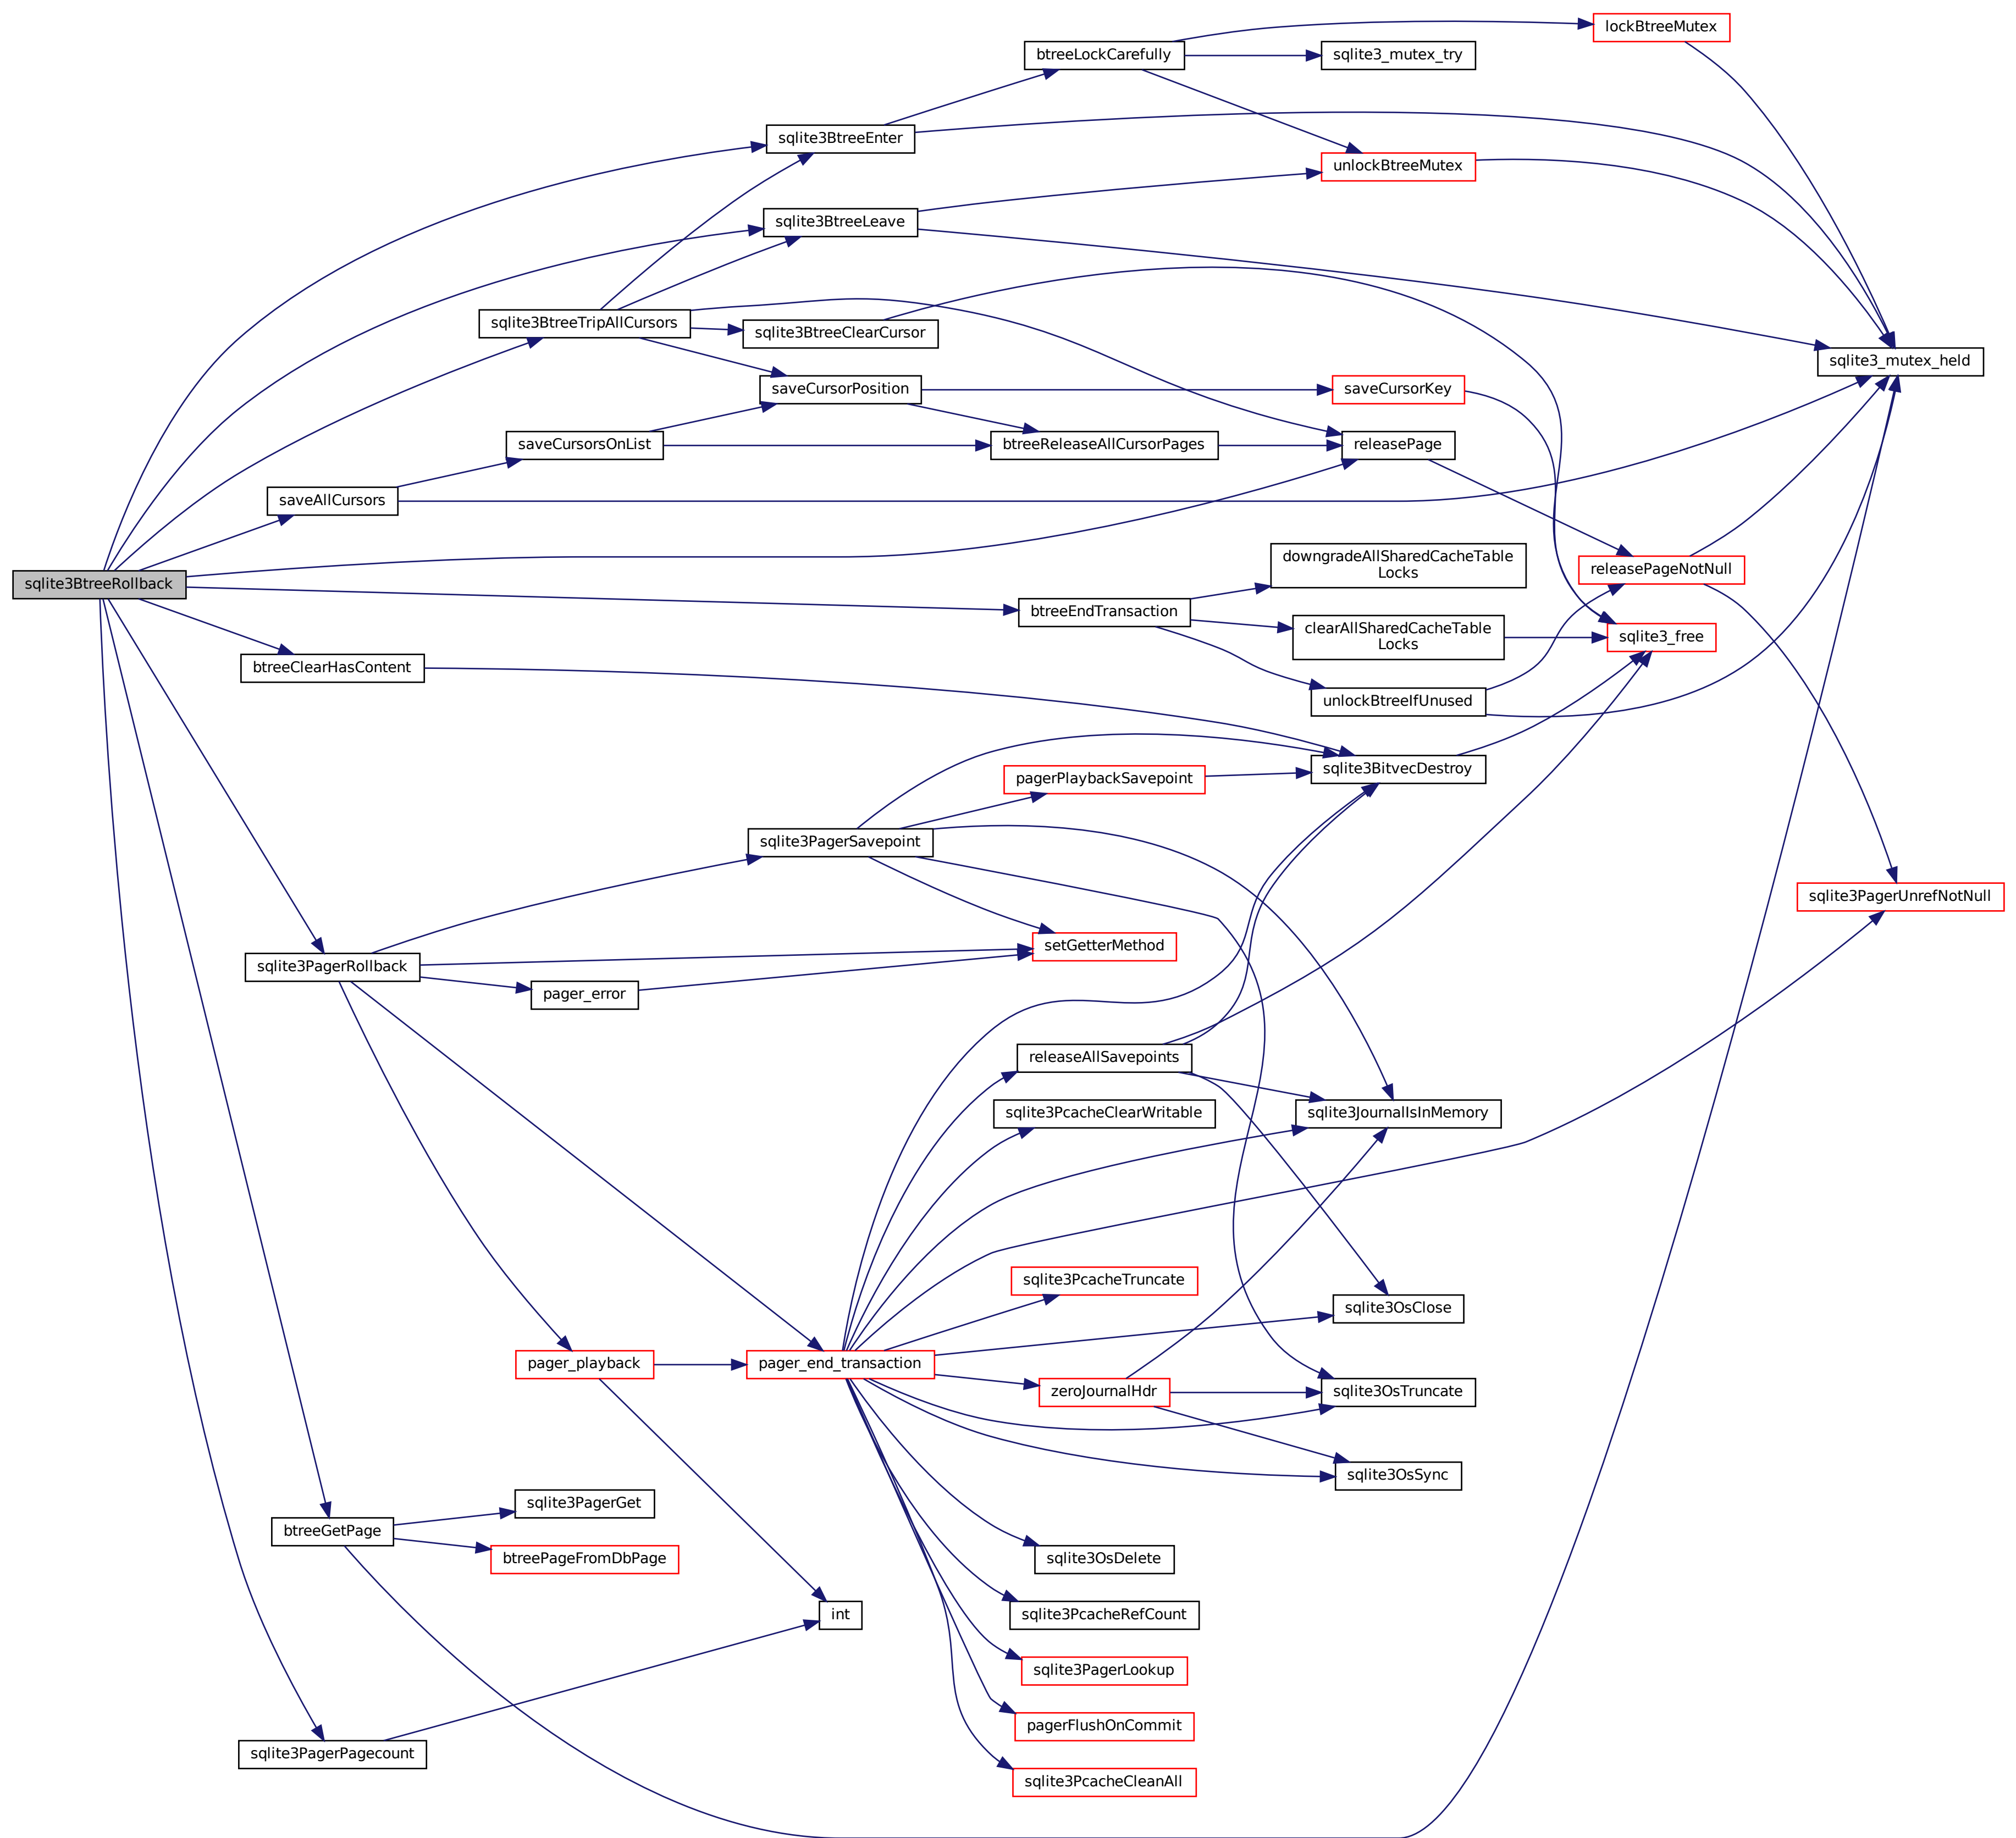 lockBtreeMutex
btreeLockCarefully
sqlite3_mutex_try
sqlite3BtreeEnter
unlockBtreeMutex
sqlite3BtreeLeave
sqlite3BtreeTripAllCursors
sqlite3BtreeClearCursor
sqlite3_mutex_held
saveCursorPosition
saveCursorKey
saveCursorsOnList
btreeReleaseAllCursorPages
releasePage
saveAllCursors
downgradeAllSharedCacheTable
Locks
releasePageNotNull
sqlite3BtreeRollback
btreeEndTransaction
clearAllSharedCacheTable
Locks
sqlite3_free
btreeClearHasContent
unlockBtreeIfUnused
sqlite3BitvecDestroy
pagerPlaybackSavepoint
sqlite3PagerSavepoint
sqlite3PagerUnrefNotNull
setGetterMethod
sqlite3PagerRollback
pager_error
releaseAllSavepoints
sqlite3PcacheClearWritable
sqlite3JournalIsInMemory
sqlite3PcacheTruncate
sqlite3OsClose
pager_playback
pager_end_transaction
zeroJournalHdr
sqlite3OsTruncate
sqlite3OsSync
sqlite3PagerGet
btreeGetPage
btreePageFromDbPage
sqlite3OsDelete
int
sqlite3PcacheRefCount
sqlite3PagerLookup
pagerFlushOnCommit
sqlite3PagerPagecount
sqlite3PcacheCleanAll